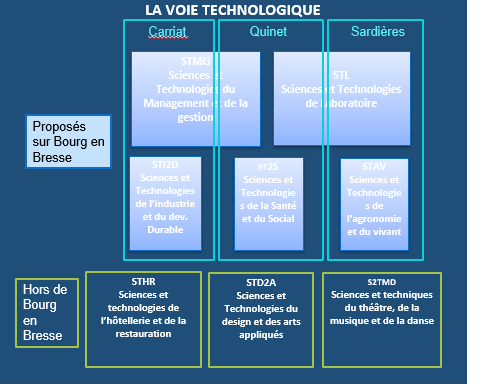 LA VOIE TECHNOLOGIQUE
Carriat
Quinet
Sardières
Proposés
sur Bourg en
Bresse
STMG
Sciences et
Technologies du
Management et de la
gestion
STL
Sciences et Technologies
de Laboratoire
STI2D
Sciences et
Technologies
de l'industrie
et du dev.
Durable
ST2S
Sciences et
Technologie
s de la Santé
et du Social
STAV
Sciences et
Technologie
s de
l'agronomie
et du vivant
Hors de
Bourg
en
Bresse
STHR
Sciences et
technologies de
l'hôtellerie et de la
restauration
STD2A
Sciences et
Technologies du
design et des arts
appliqués
S2TMD
Sciences et techniques
du théâtre, de la
musique et de la danse